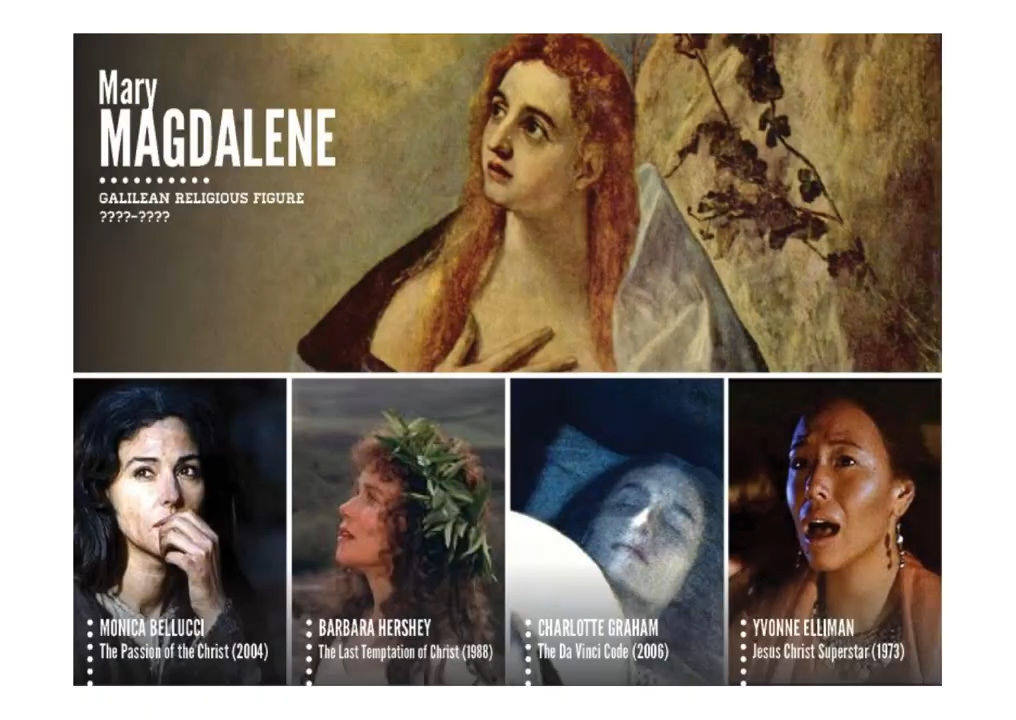 Mary
MAGDALENE
GALILEAN RELIGIOUS FIGURE
????-????
MONICA BELLUCCI
The Passion of the Christ (2004)
BARBARA HERSHEY
The Last Temptation of Christ (1988)
CHARLOTTE GRAHAM
The Da Vinci Code (2006)
YVONNE ELLIMAN
Jesus Christ Superstar (1973)